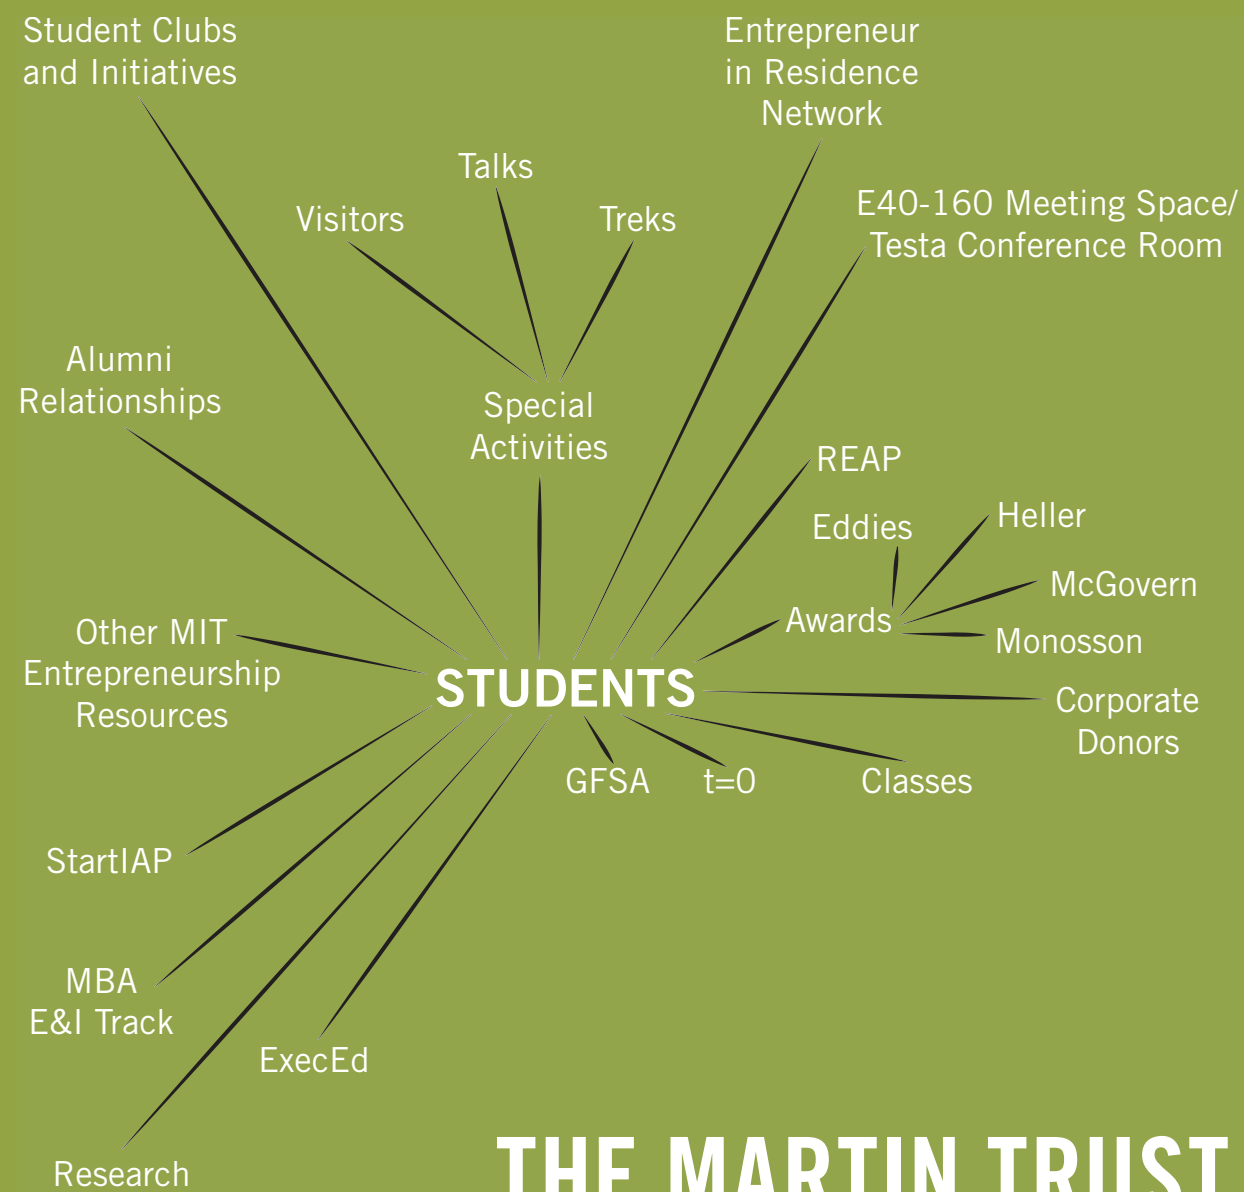 Student Clubs
and Initiatives
Entrepreneur
in Residence
Network
Talks
Visitors
Treks
E40-160 Meeting Space/
Testa Conference Room
Alumni
Relationships
Special
Activities
REAP
Eddies
Heller
McGovern
Awards
Monosson
Other MIT
Entrepreneurship
Resources
STUDENTS
Corporate
Donors
GFSA
t=0
Classes
StartIAP
MBA
E&I Track
ExecEd
Research
THE MARTIN TRUST